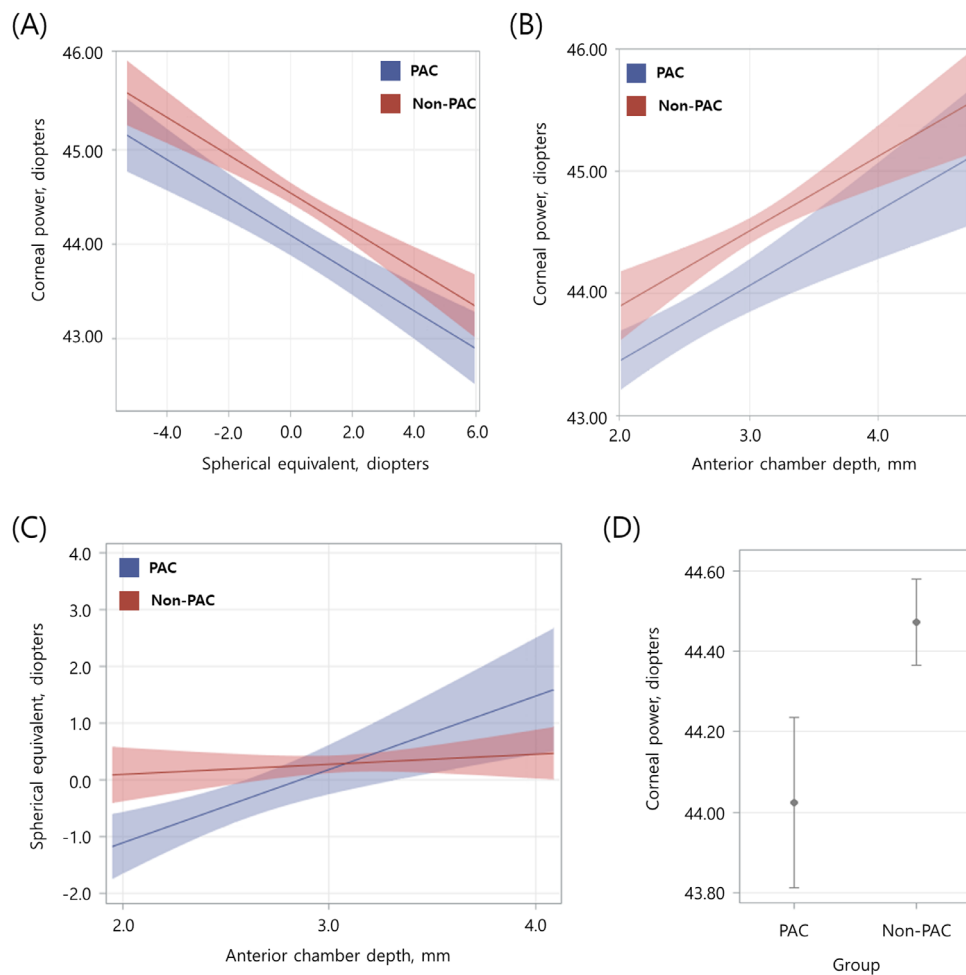 (A)
46.00
45.00
44.00
43.00
Corneal power, diopters
PAC
Non-PAC
-4.0 -2.0 0.0 2.0 4.0 6.0
Spherical equivalent, diopters
(B)
46.00
45.00
44.00
43.00
Corneal power, diopters
PAC
Non-PAC
2.0 3.0 4.0
Anterior chamber depth, mm
(C)
4.0
3.0
2.0
1.0
0.0
-1.0
-2.0
Spherical equivalent, diopters
PAC
Non-PAC
2.0 3.0 4.0
Anterior chamber depth, mm
(D)
44.60
44.40
44.20
44.00
43.80
Corneal power, diopters
PAC Non-PAC
Group